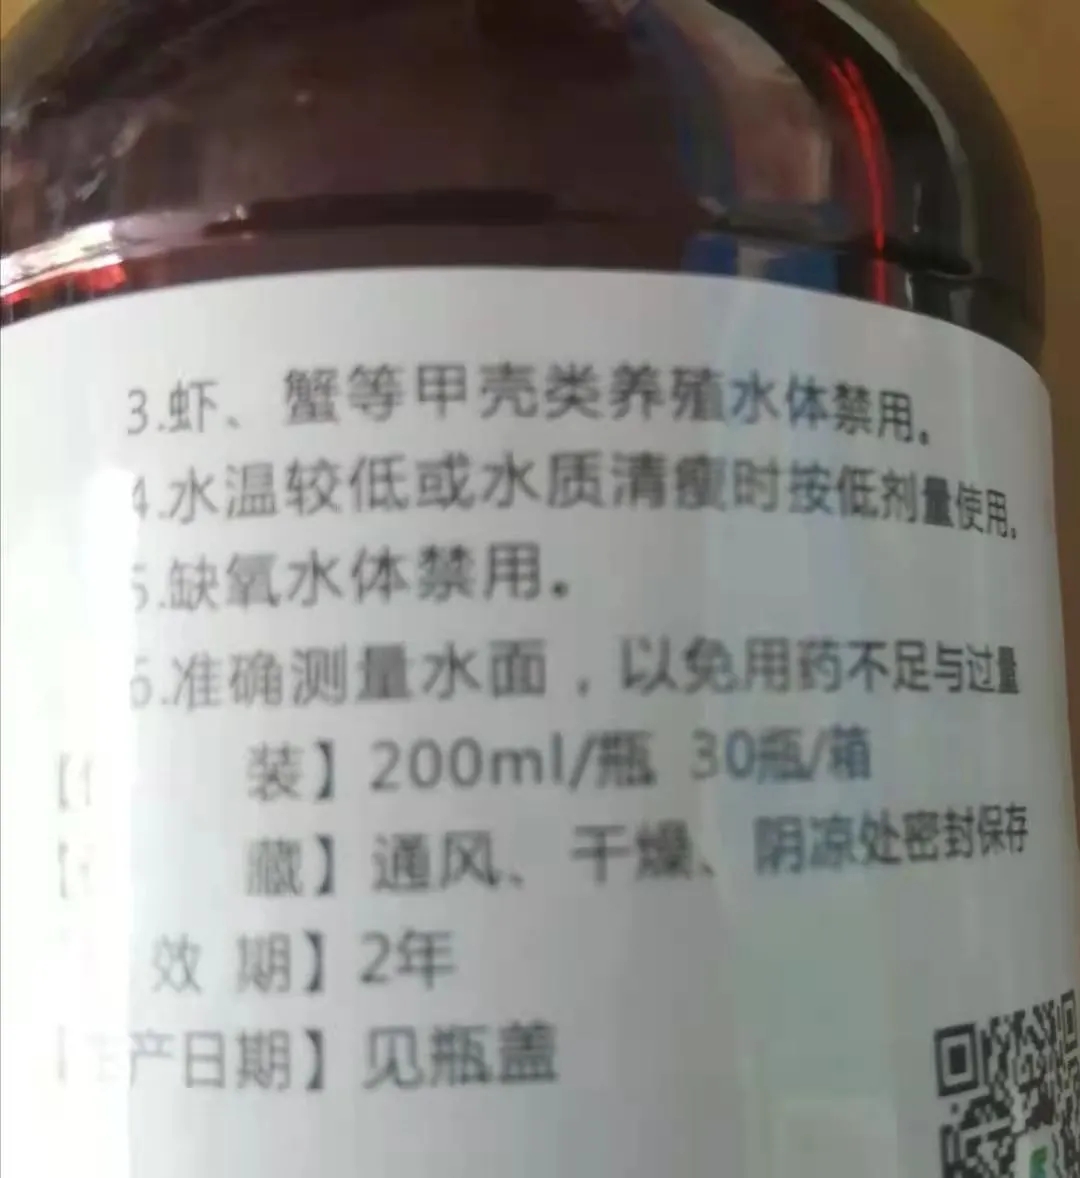 3.虾、蟹等甲壳类养殖水体禁用。
4.水温较低或水质清瘦时按低剂量使用。
5.缺氧水体禁用。
6.准确测量水面，以免用药不足与过量
装】200ml/瓶 30瓶/箱
藏】通风、干燥、阴凉处密封保存
效 期】2年
产日期】见瓶盖